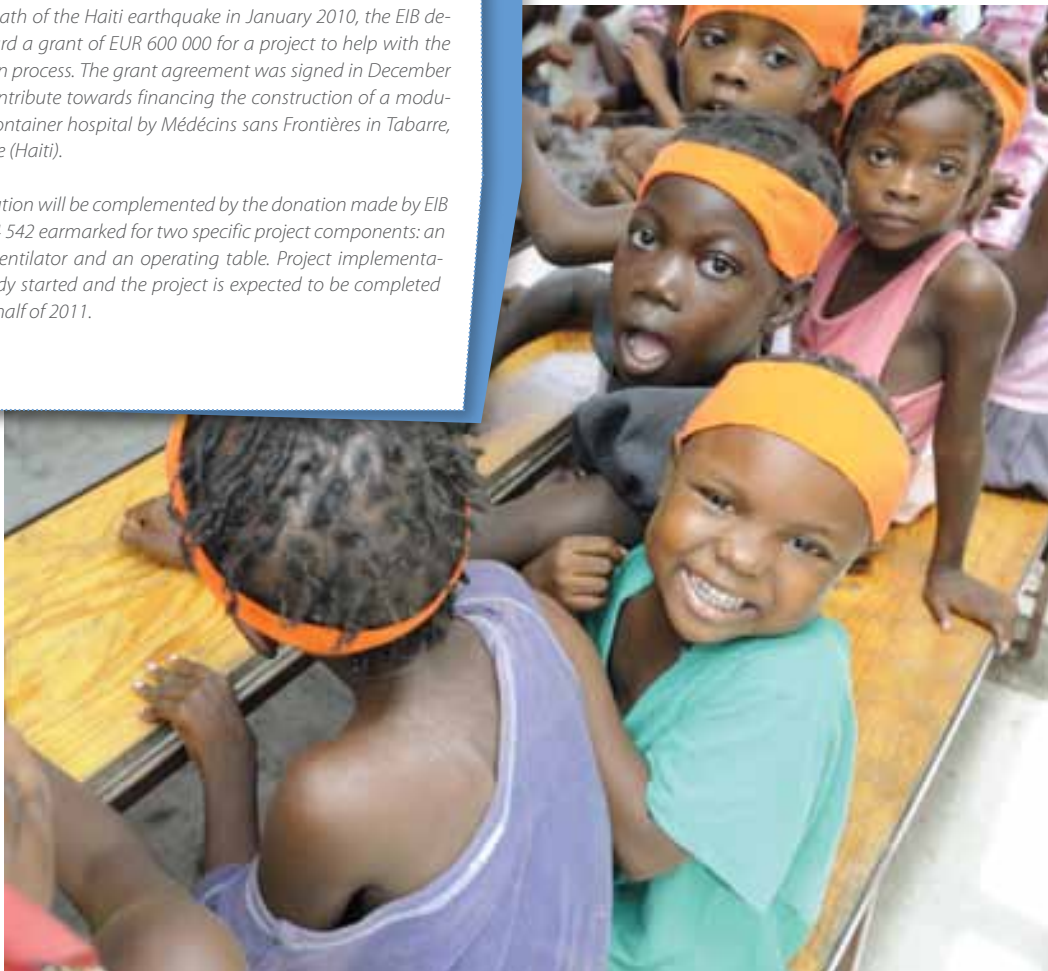 ath of the Haiti earthquake in January 2010, the EIB de-
rd a grant of EUR 600 000 for a project to help with the
n process. The grant agreement was signed in December
ntribute towards financing the construction of a modu-
ontainer hospital by Médécins sans Frontières in Tabarre,
e (Haiti).
tion will be complemented by the donation made by EIB
542 earmarked for two specific project components: an
entilator and an operating table. Project implementa-
dy started and the project is expected to be completed
half of 2011.